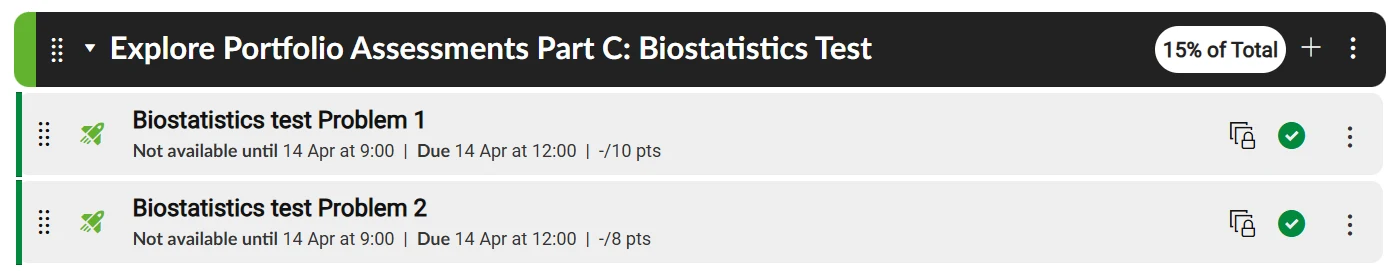 Explore Portfolio Assessments Part C: Biostatistics Test
15% of Total
Biostatistics test Problem 1
Not available until 14 Apr at 9:00 | Due 14 Apr at 12:00 | -/10 pts
Biostatistics test Problem 2
Not available until 14 Apr at 9:00 | Due 14 Apr at 12:00 | -/8 pts